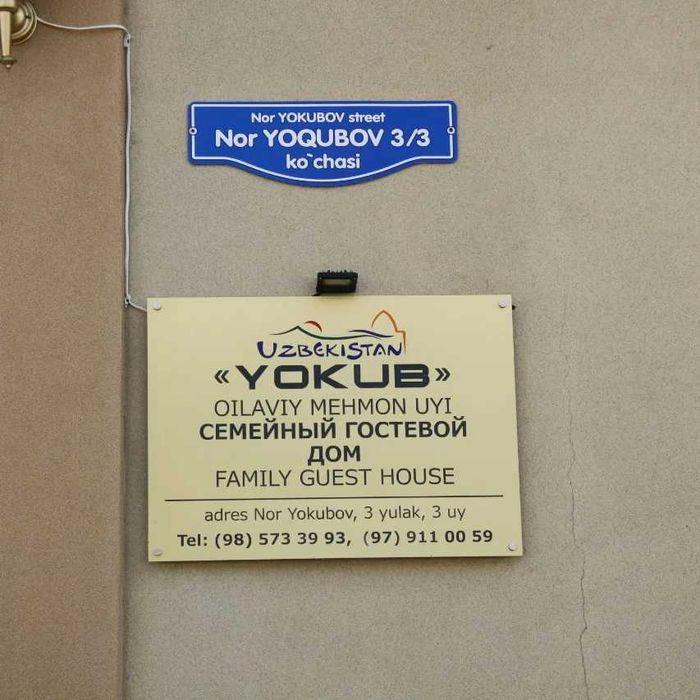 Nor YOKUBOV street
Nor YOQUBOV 3/3
ko`chasi
UZBEKISTAN
«YOKUB»
OILAVIY MEHMON UYI
СЕМЕЙНЫЙ ГОСТЕВОЙ
ДОМ
FAMILY GUEST HOUSE
adres Nor Yokubov, 3 yulak, 3 uy
Tel: (98) 573 39 93, (97) 911 00 59